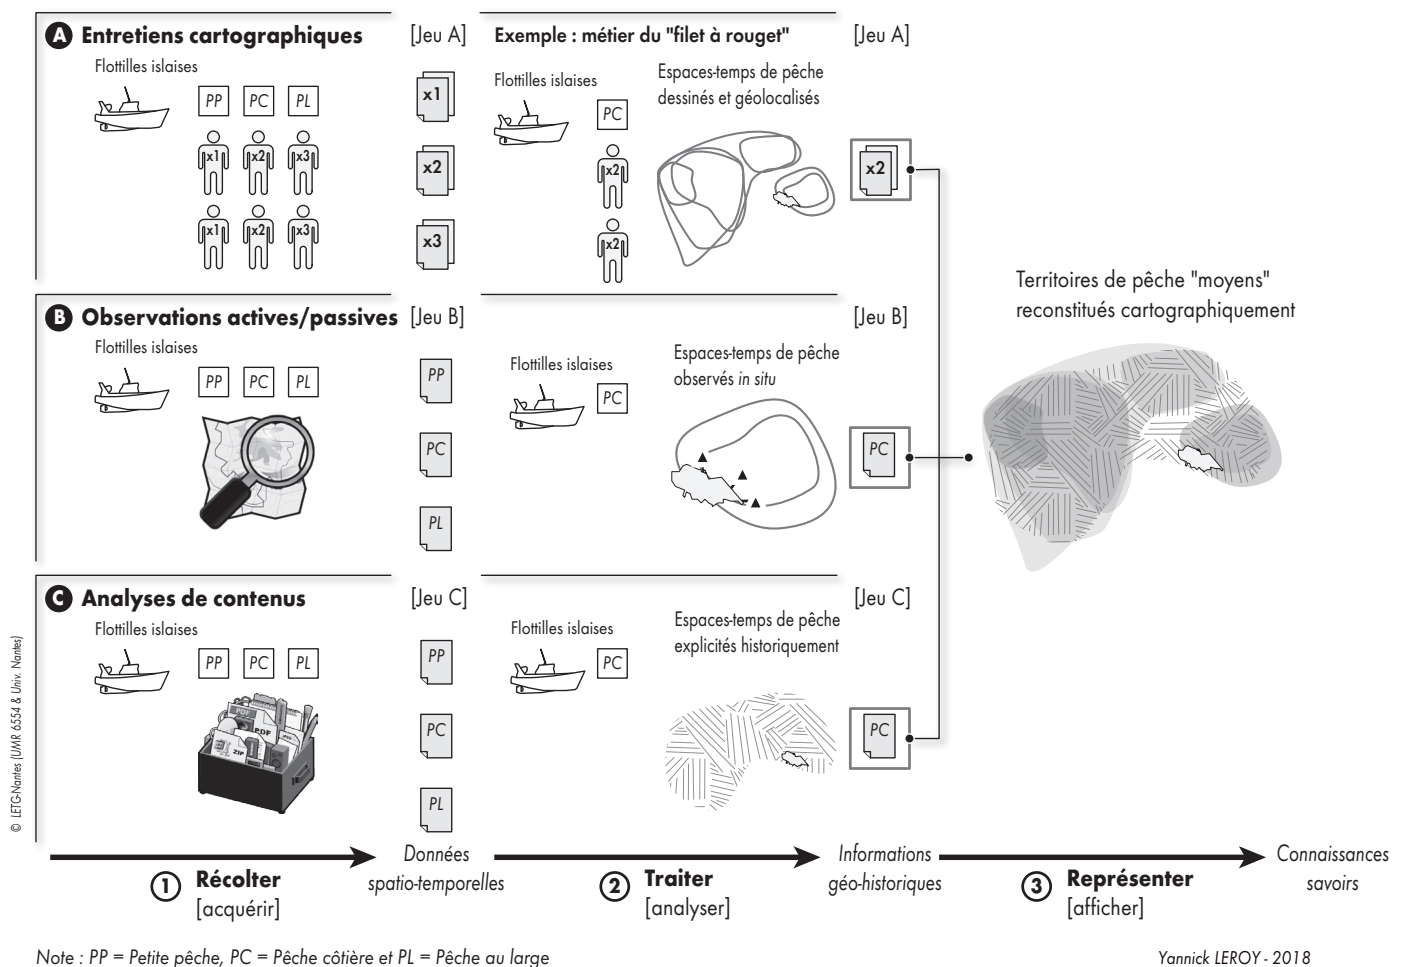 A Entretiens cartographiques
[Jeu A]
Flottilles islaises
PP PC PL
x1 x2 x3
x1 x2 x3
x1
x2
x3
Exemple : métier du "filet à rouget"
[Jeu A]
Flottilles islaises
PC
x2
x2
Espaces-temps de pêche
dessinés et géolocalisés
x2
B Observations actives/passives
[Jeu B]
Flottilles islaises
PP PC PL
PP
PC
PL
[Jeu B]
Flottilles islaises
PC
Espaces-temps de pêche
observés in situ
PC
C Analyses de contenus
[Jeu C]
Flottilles islaises
PP PC PL
PDF
PDF
JPEG
ZIP
PP
PC
PL
[Jeu C]
Flottilles islaises
PC
Espaces-temps de pêche
explicités historiquement
PC
Territoires de pêche "moyens"
reconstitués cartographiquement
1 Récolter
[acquérir]
Données
spatio-temporelles
2 Traiter
[analyser]
Informations
géo-historiques
3 Représenter
[afficher]
Connaissances
savoirs
© LETG-Nantes (UMR 6554 & Univ. Nantes)
Note : PP = Petite pêche, PC = Pêche côtière et PL = Pêche au large
Yannick LEROY - 2018